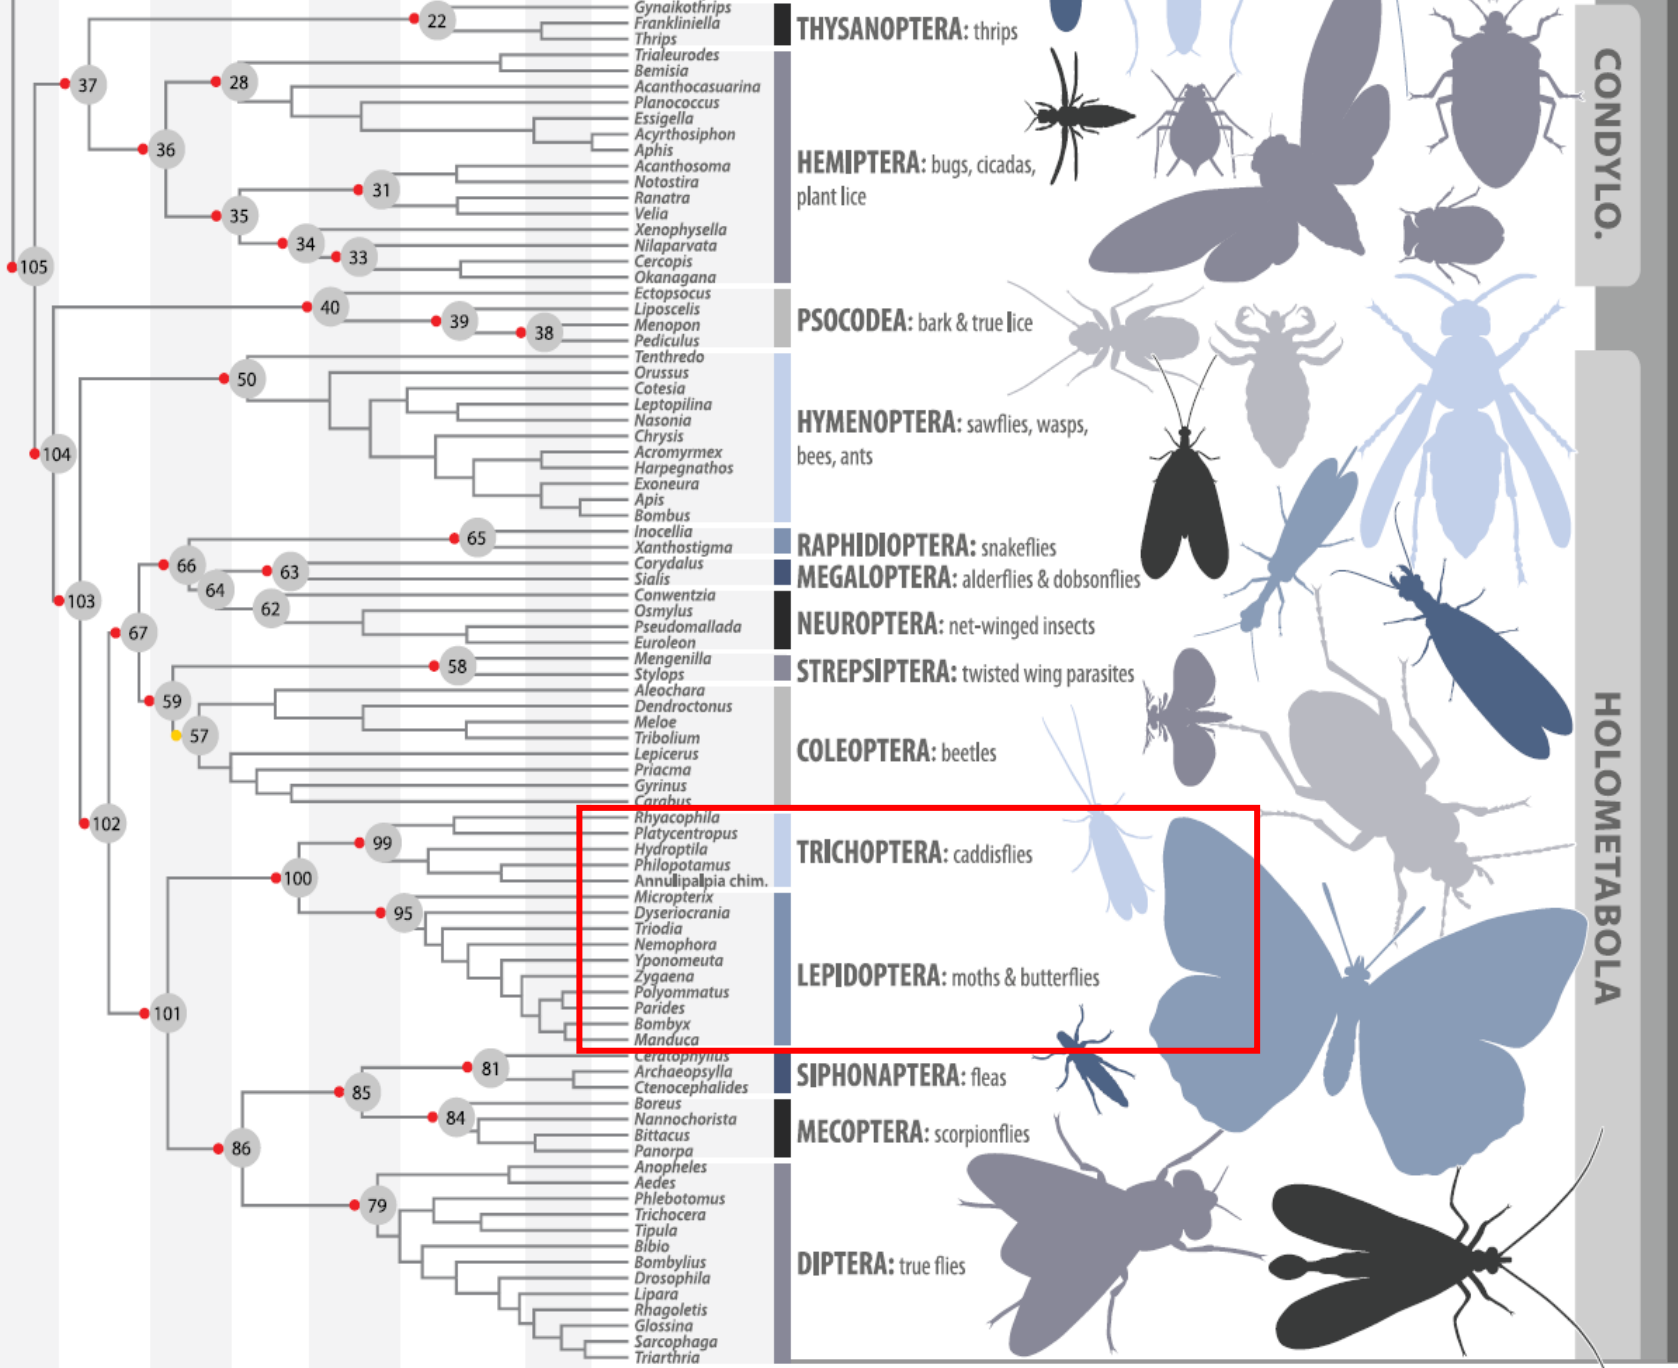 22
Gynaikothrips
Frankliniella
Thrips
THYSANOPTERA: thrips
37
28
36
Trialeurodes
Bemisia
Acanthocasuarina
Planococcus
Essigella
Acyrthosiphon
Aphis
31
35
34
33
Acanthosoma
Notostira
Ranatra
Velia
Xenophysella
Nilaparvata
Cercopis
Okanagana
HEMIPTERA: bugs, cicadas,
plant lice
CONDYLO.
105
40
39
38
Ectopsocus
Liposcelis
Menopon
Pediculus
PSOCODEA: bark & true lice
104
50
Tenthredo
Orussus
Cotesia
Leptopilina
Nasonia
Chrysis
Acromyrmex
Harpegnathos
Exoneura
Apis
Bombus
HYMENOPTERA: sawflies, wasps,
bees, ants
65
66
Inocellia
Xanthostigma
RAPHIDIOPTERA: snakeflies
63
64
Corydalus
Sialis
MEGALOPTERA: alderflies & dobsonflies
103
62
67
Conwentzia
Osmylus
Pseudomallada
Euroleon
NEUROPTERA: net-winged insects
58
59
Mengenilla
Stylops
STREPSIPTERA: twisted wing parasites
57
Aleochara
Dendroctonus
Meloe
Tribolium
Lepicerus
Priacma
Gyrinus
Carabus
COLEOPTERA: beetles
HOLOMETABOLA
102
99
100
Rhyacophila
Platycentropus
Hydroptila
Philopotamus
Annulipalpia chim.
TRICHOPTERA: caddisflies
95
101
Micropterix
Dyseriocrania
Triodia
Nemophora
Yponomeuta
Zygaena
Polyommatus
Parides
Bombyx
Manduca
LEPIDOPTERA: moths & butterflies
81
85
Ceratophyllus
Archaeopsylla
Ctenocephalides
SIPHONAPTERA: fleas
84
86
Boreus
Nannochorista
Bittacus
Panorpa
MECOPTERA: scorpionflies
79
Anopheles
Aedes
Phlebotomus
Trichocera
Tipula
Bibio
Bombylius
Drosophila
Lipara
Rhagoletis
Glossina
Sarcophaga
Triarthria
DIPTERA: true flies